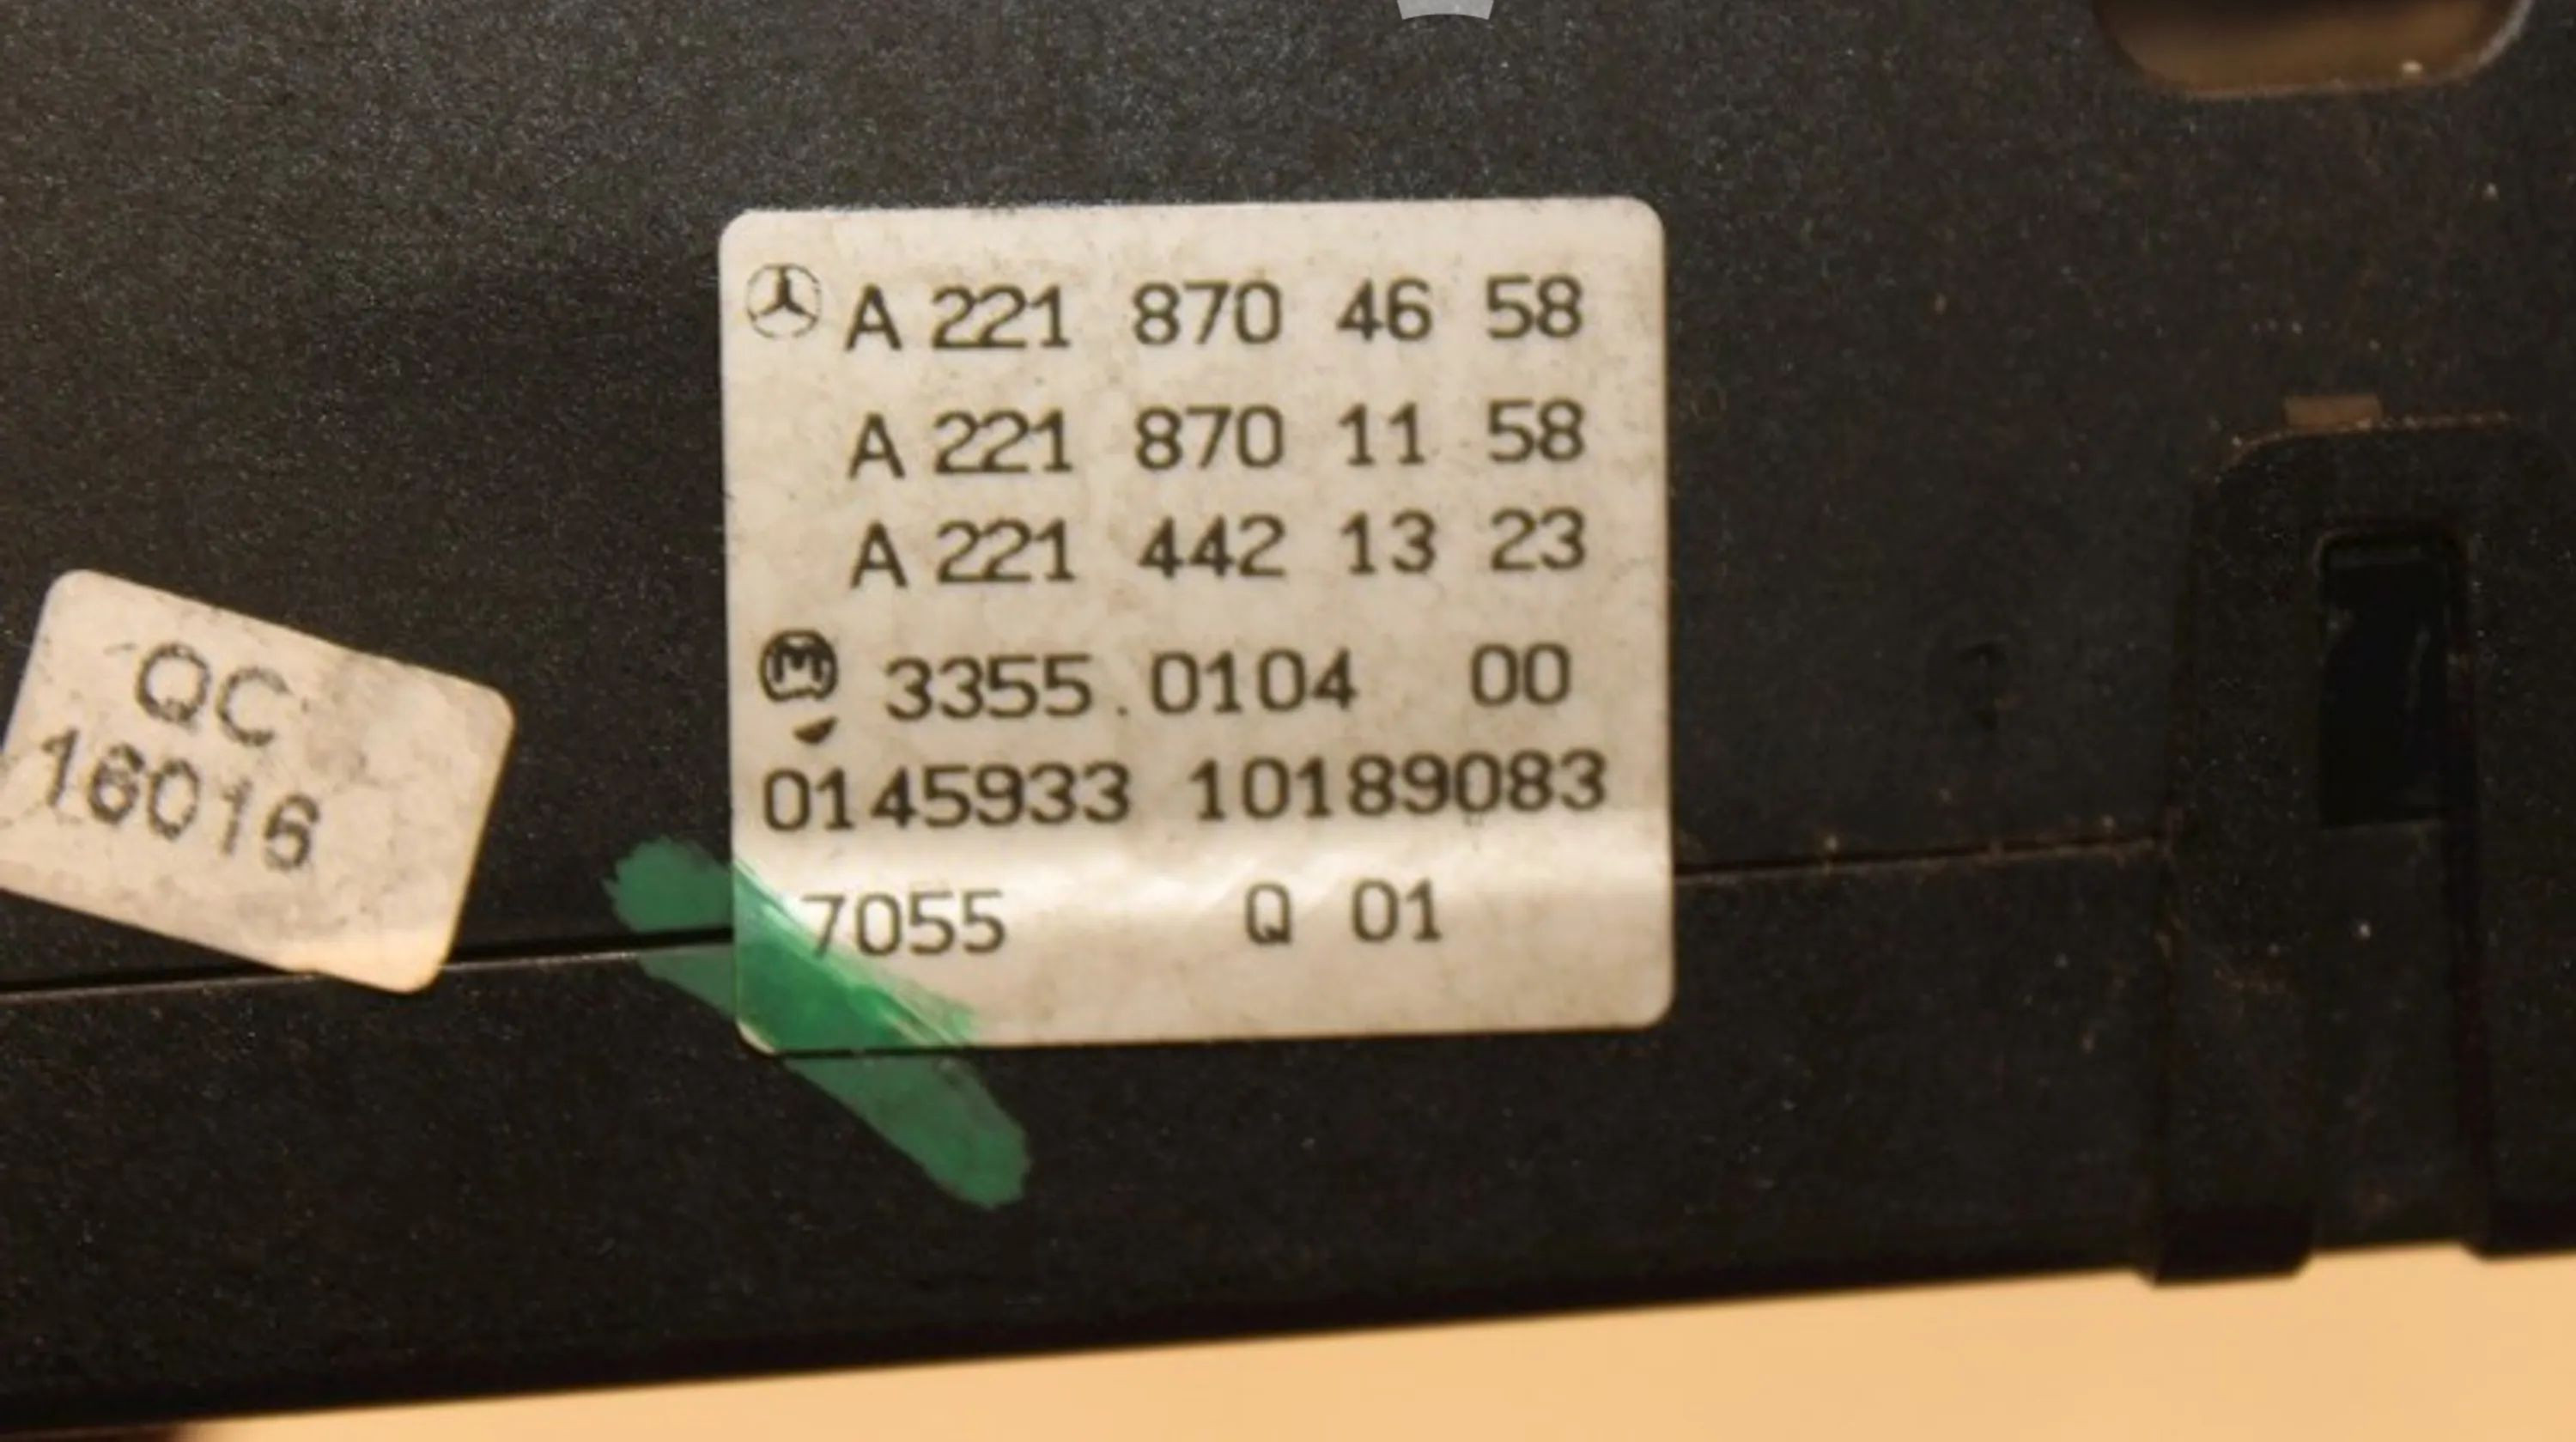 A 221 870 46 58
A 221 870 11 58
A 221 442 13 23
M 3355.0104 00
0145933 10189083
7055 Q 01
QC
16016